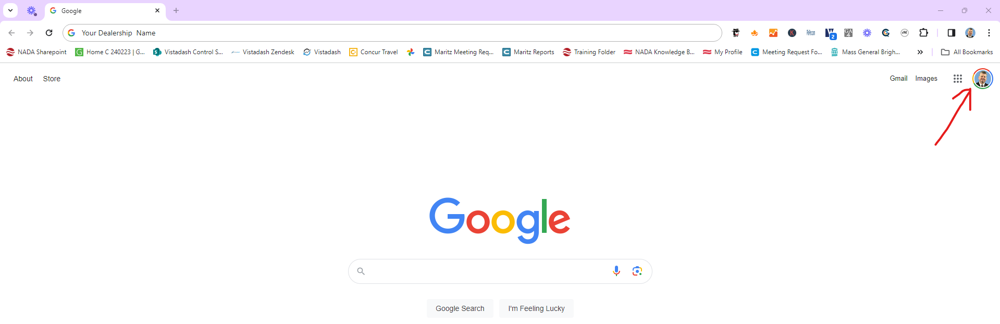 Google
Your Dealership Name
NADA Sharepoint Home C 240223 | G... Vistadash Control S... Vistadash Zendesk Vistadash Concur Travel Maritz Meeting Req... Maritz Reports Training Folder NADA Knowledge B... My Profile Meeting Request Fo... Mass General Brigh... All Bookmarks
About Store Gmail Images
Google
Google Search I'm Feeling Lucky